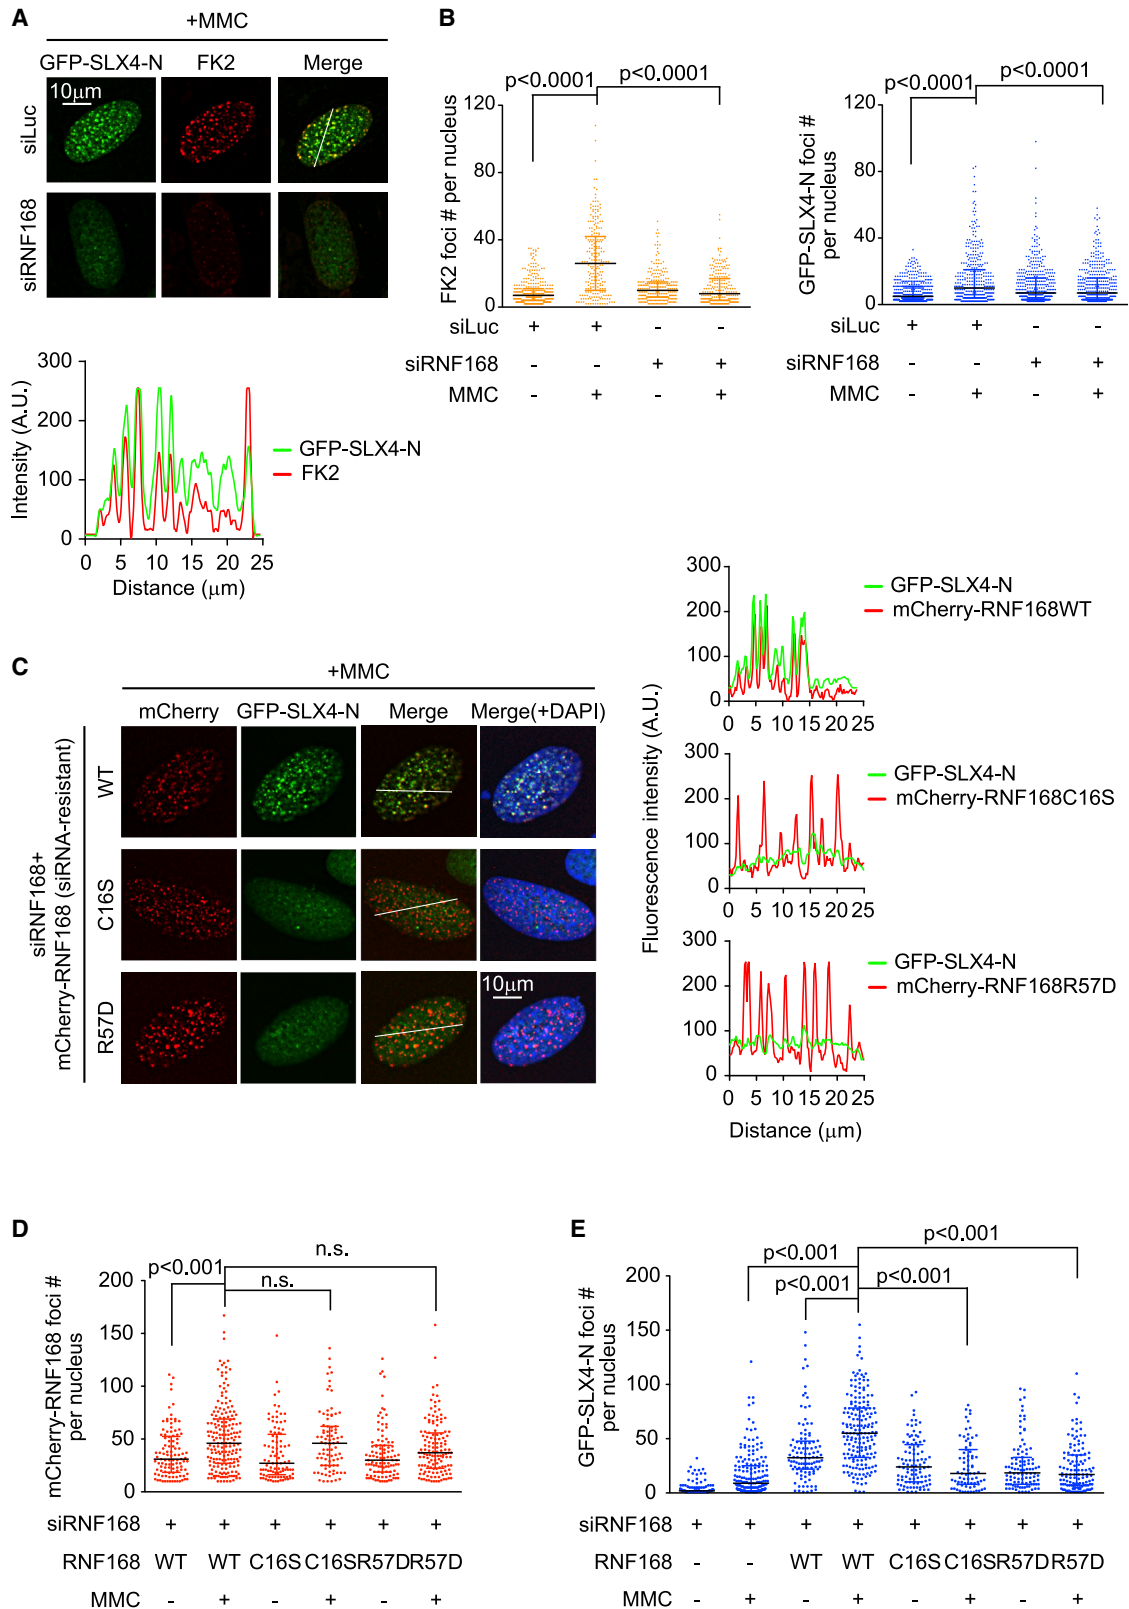 A
+MMC
GFP-SLX4-N FK2 Merge
10μm
siLuc
siRNF168
300
200
100
0
Intensity (A.U.)
0 5 10 15 20 25
Distance (μm)
GFP-SLX4-N
FK2
B
p<0.0001
p<0.0001
120
80
40
0
FK2 foci # per nucleus
siLuc + + - -
siRNF168 - - + +
MMC - + - +
p<0.0001
p<0.0001
120
80
40
0
GFP-SLX4-N foci #
per nucleus
+ + - -
siLuc
- - + +
siRNF168
- + - +
MMC
C
+MMC
mCherry GFP-SLX4-N Merge Merge(+DAPI)
siRNF168+
mCherry-RNF168 (siRNA-resistant)
WT
C16S
R57D
10μm
Fluorescence intensity (A.U.)
300
200
100
0
0 5 10 15 20 25
GFP-SLX4-N
mCherry-RNF168WT
300
200
100
0
0 5 10 15 20 25
GFP-SLX4-N
mCherry-RNF168C16S
300
200
100
0
0 5 10 15 20 25
GFP-SLX4-N
mCherry-RNF168R57D
Distance (μm)
D
n.s.
p<0.001
n.s.
200
150
100
50
0
mCherry-RNF168 foci #
per nucleus
siRNF168 + + + + + +
RNF168 WT WT C16S C16S R57D R57D
MMC - + - + - +
E
p<0.001
p<0.001
p<0.001
p<0.001
200
150
100
50
0
GFP-SLX4-N foci #
per nucleus
siRNF168 + + + + + + + +
RNF168 - - WT WT C16S C16S R57D R57D
MMC - + - + - + - +